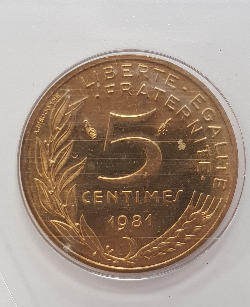 LIBERTE · EGALITE
FRATERNITE
5
CENTIMES
1981